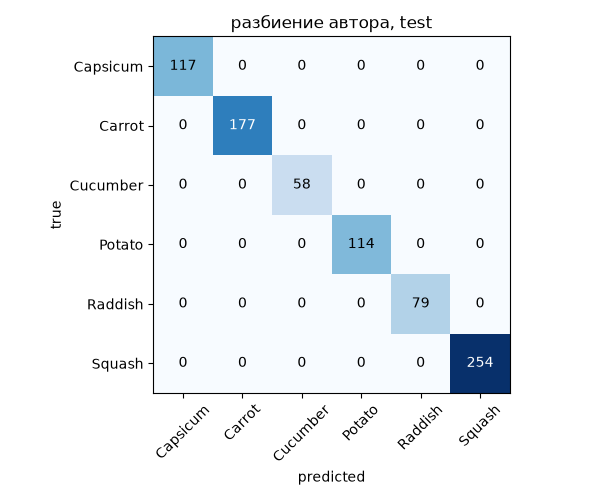 разбиение автора, test
Capsicum 117 0 0 0 0 0
Carrot 0 177 0 0 0 0
Cucumber 0 0 58 0 0 0
Potato 0 0 0 114 0 0
Raddish 0 0 0 0 79 0
Squash 0 0 0 0 0 254
true
Capsicum Carrot Cucumber Potato Raddish Squash
predicted